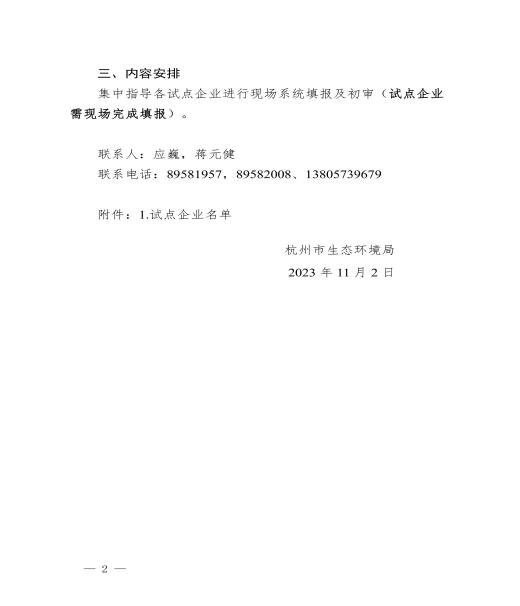 三、内容安排
集中指导各试点企业进行现场系统填报及初审（试点企业
需现场完成填报）。
联系人：应巍，蒋元健
联系电话：89581957，89582008、13805739679
附件：1.试点企业名单
杭州市生态环境局
2023 年 11 月 2 日
— 2 —